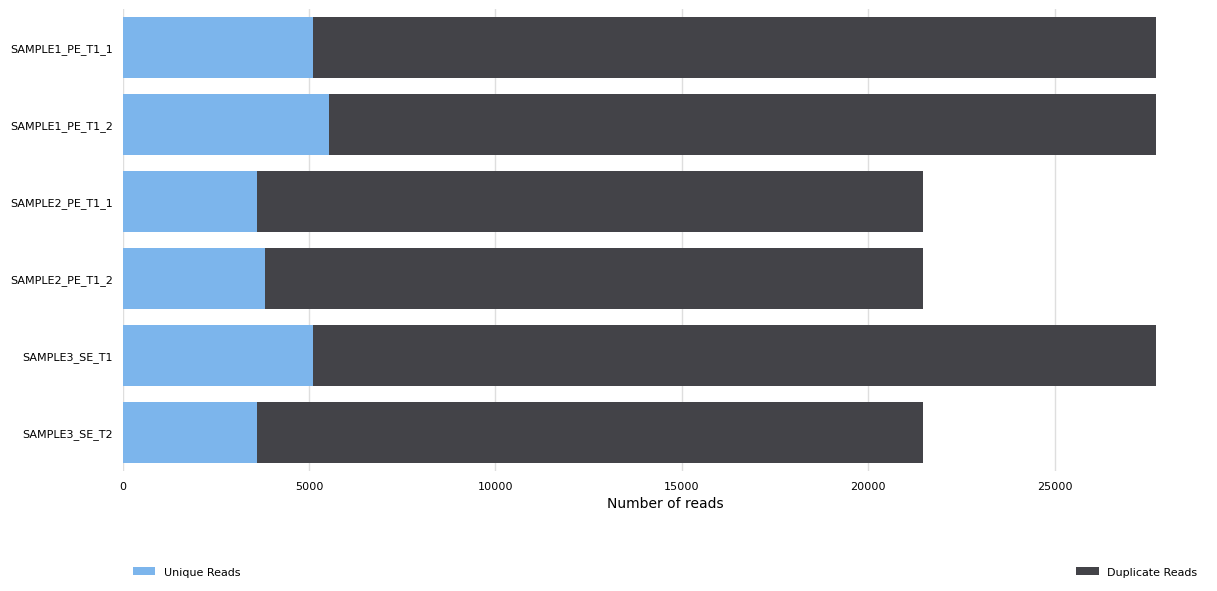 SAMPLE1_PE_T1_1
SAMPLE1_PE_T1_2
SAMPLE2_PE_T1_1
SAMPLE2_PE_T1_2
SAMPLE3_SE_T1
SAMPLE3_SE_T2
0 5000 10000 15000 20000 25000
Number of reads
Unique Reads Duplicate Reads